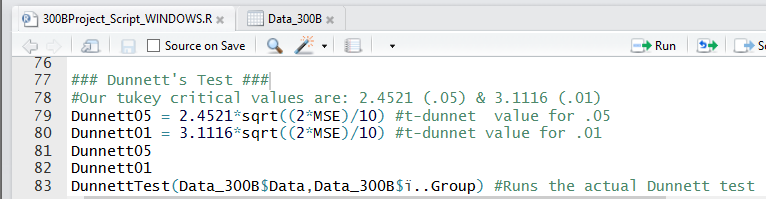 300BProject_Script_WINDOWS.R Data_300B
Source on Save Run
76
77 ### Dunnett's Test ###
78 #Our tukey critical values are: 2.4521 (.05) & 3.1116 (.01)
79 Dunnett05 = 2.4521*sqrt((2*MSE)/10) #t-dunnet value for .05
80 Dunnett01 = 3.1116*sqrt((2*MSE)/10) #t-dunnet value for .01
81 Dunnett05
82 Dunnett01
83 DunnettTest(Data_300B$Data,Data_300B$ï..Group) #Runs the actual Dunnett test